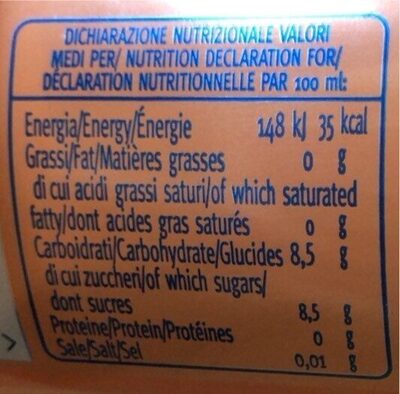 DICHIARAZIONE NUTRIZIONALE VALORI
MEDI PER/ NUTRITION DECLARATION FOR/
DÉCLARATION NUTRITIONNELLE PAR 100 ml:
Energia/Energy/Énergie 148 kJ 35 kcal
Grassi/Fat/Matières grasses 0 g
di cui acidi grassi saturi/of which saturated
fatty/dont acides gras saturés 0 g
Carboidrati/Carbohydrate/Glucides 8,5 g
di cui zuccheri/of which sugars/
dont sucres 8,5 g
Proteine/Protein/Protéines 0 g
Sale/Salt/Sel 0,01 g